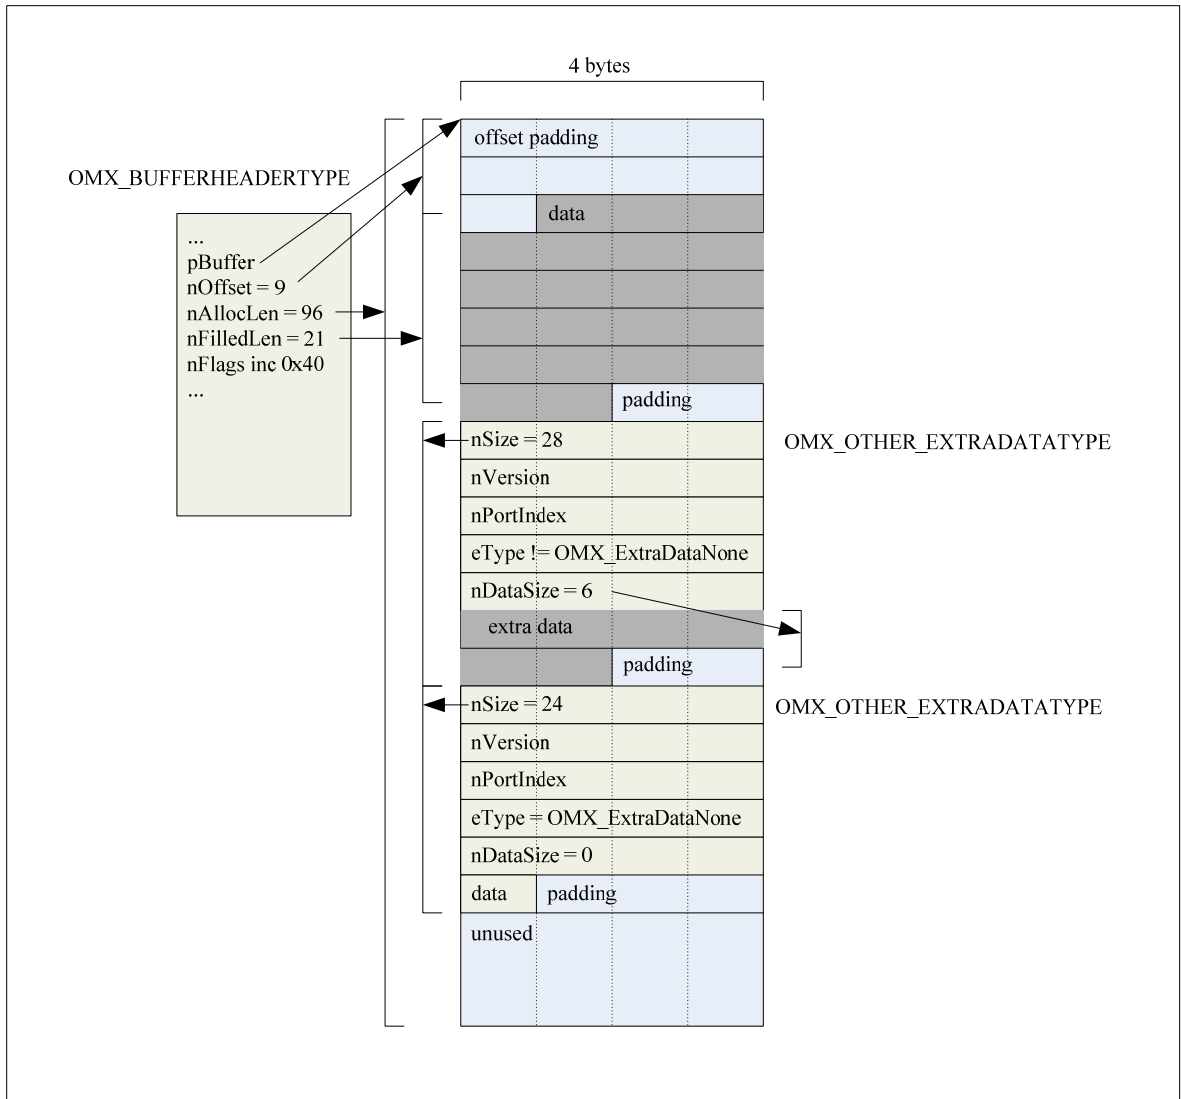 4 bytes
offset padding
OMX_BUFFERHEADERTYPE
data
...
pBuffer
nOffset = 9
nAllocLen = 96
nFilledLen = 21
nFlags inc 0x40
...
padding
nSize = 28
OMX_OTHER_EXTRADATATYPE
nVersion
nPortIndex
eType != OMX_ExtraDataNone
nDataSize = 6
extra data
padding
nSize = 24
OMX_OTHER_EXTRADATATYPE
nVersion
nPortIndex
eType = OMX_ExtraDataNone
nDataSize = 0
data
padding
unused